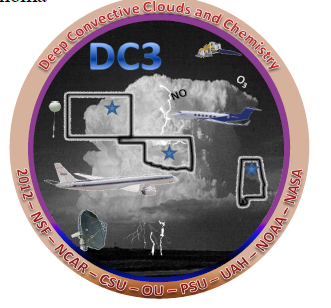 Deep Convective Clouds and Chemistry
DC3
O₃
NO
2012 – NSF – NCAR – CSU – OU – PSU – UAH – NOAA – NASA